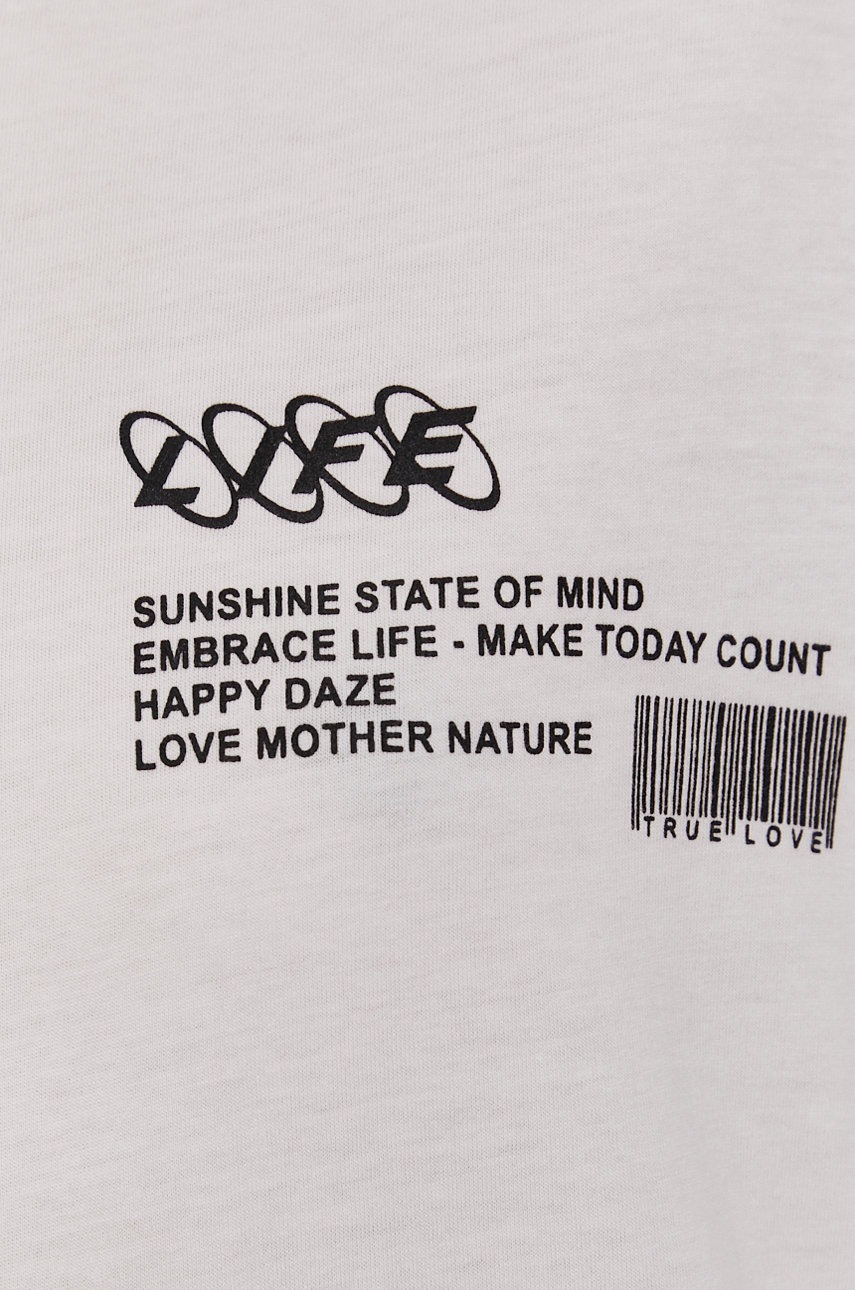 LIFE
SUNSHINE STATE OF MIND
EMBRACE LIFE - MAKE TODAY COUNT
HAPPY DAZE
LOVE MOTHER NATURE
TRUE LOVE